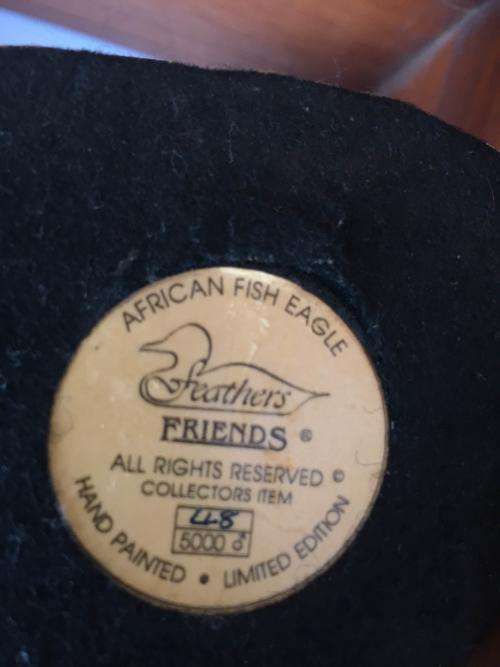 AFRICAN FISH EAGLE
Feathers
FRIENDS ®
ALL RIGHTS RESERVED ©
COLLECTORS ITEM
48
5000 ♂
HAND PAINTED • LIMITED EDITION